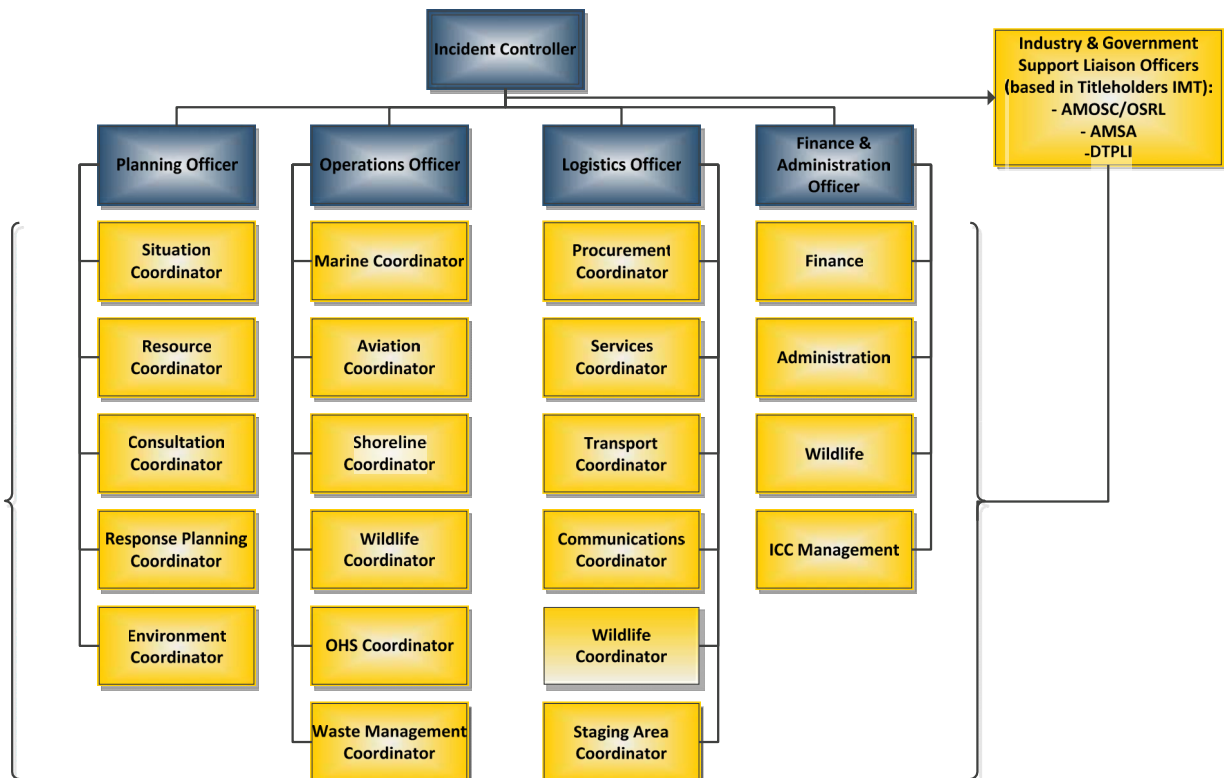 Incident Controller
Industry & Government
Support Liaison Officers
(based in Titleholders IMT):
- AMOSC/OSRL
- AMSA
-DTPLI
Planning Officer
Operations Officer
Logistics Officer
Finance &
Administration
Officer
Situation
Coordinator
Marine Coordinator
Procurement
Coordinator
Finance
Resource
Coordinator
Aviation
Coordinator
Services
Coordinator
Administration
Consultation
Coordinator
Shoreline
Coordinator
Transport
Coordinator
Wildlife
Response Planning
Coordinator
Wildlife
Coordinator
Communications
Coordinator
ICC Management
Environment
Coordinator
OHS Coordinator
Wildlife
Coordinator
Waste Management
Coordinator
Staging Area
Coordinator